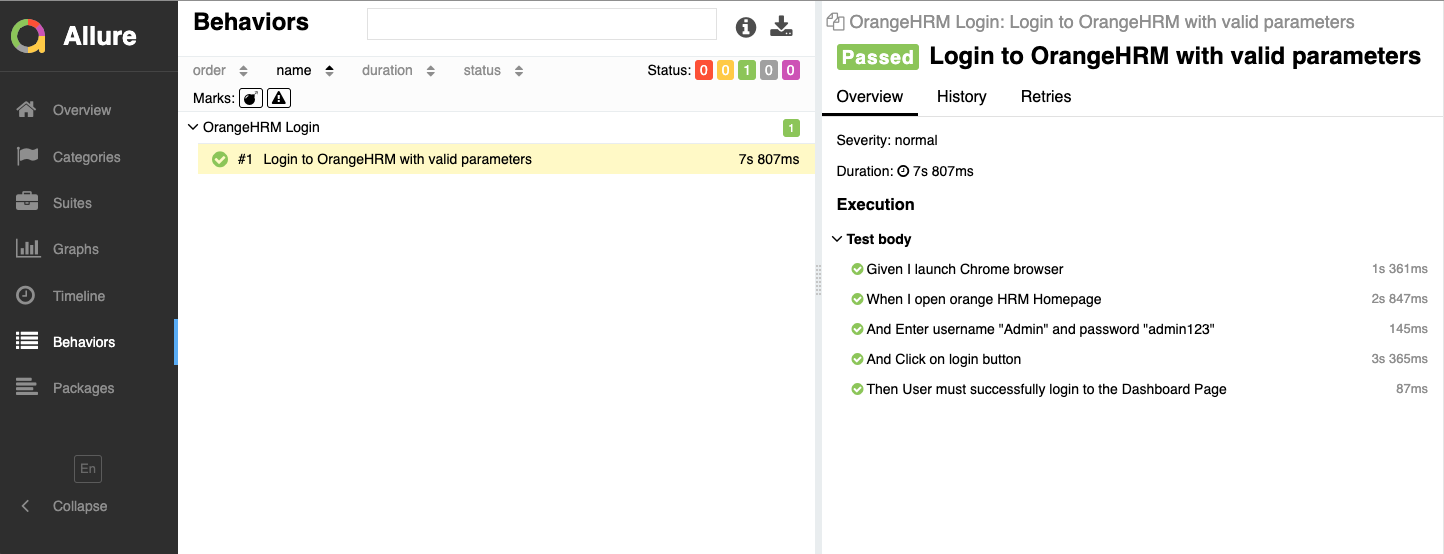 Allure
Overview
Categories
Suites
Graphs
Timeline
Behaviors
Packages
En
Collapse
Behaviors
order name duration status Status: 0 0 1 0 0
Marks:
OrangeHRM Login 1
#1 Login to OrangeHRM with valid parameters 7s 807ms
OrangeHRM Login: Login to OrangeHRM with valid parameters
Passed Login to OrangeHRM with valid parameters
Overview History Retries
Severity: normal
Duration: 7s 807ms
Execution
Test body
Given I launch Chrome browser 1s 361ms
When I open orange HRM Homepage 2s 847ms
And Enter username "Admin" and password "admin123" 145ms
And Click on login button 3s 365ms
Then User must successfully login to the Dashboard Page 87ms